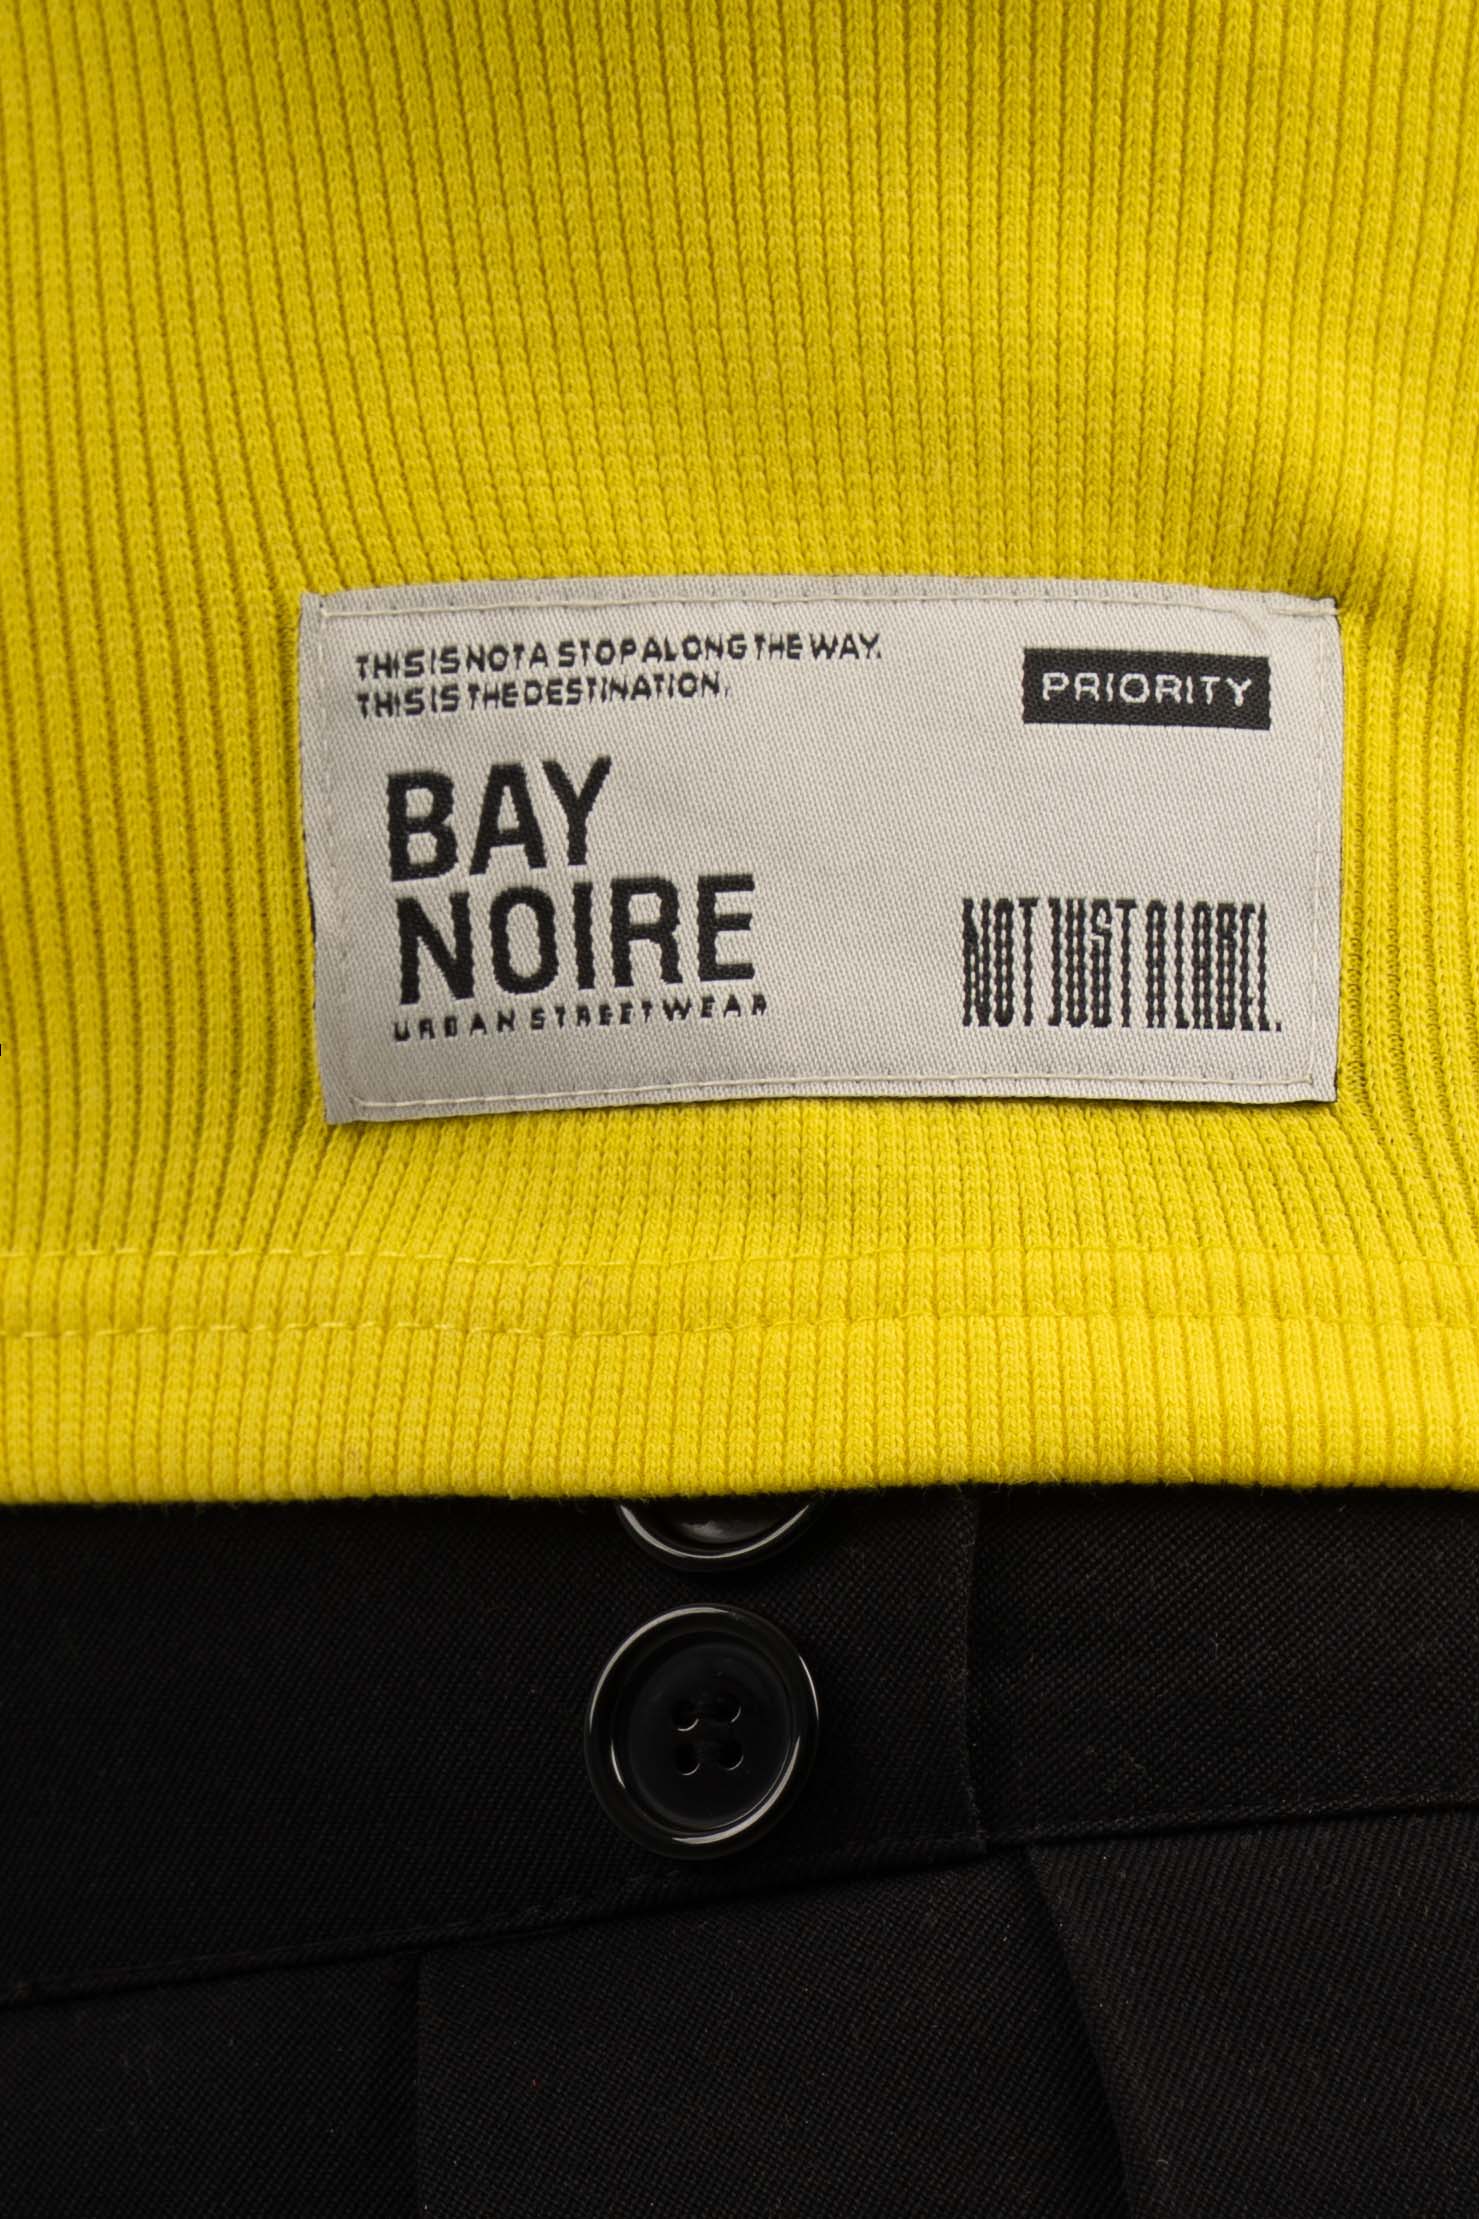 THIS IS NOT A STOP ALONG THE WAY.
THIS IS THE DESTINATION.
PRIORITY
BAY
NOIRE
URBAN STREETWEAR
NOT JUST A LABEL.